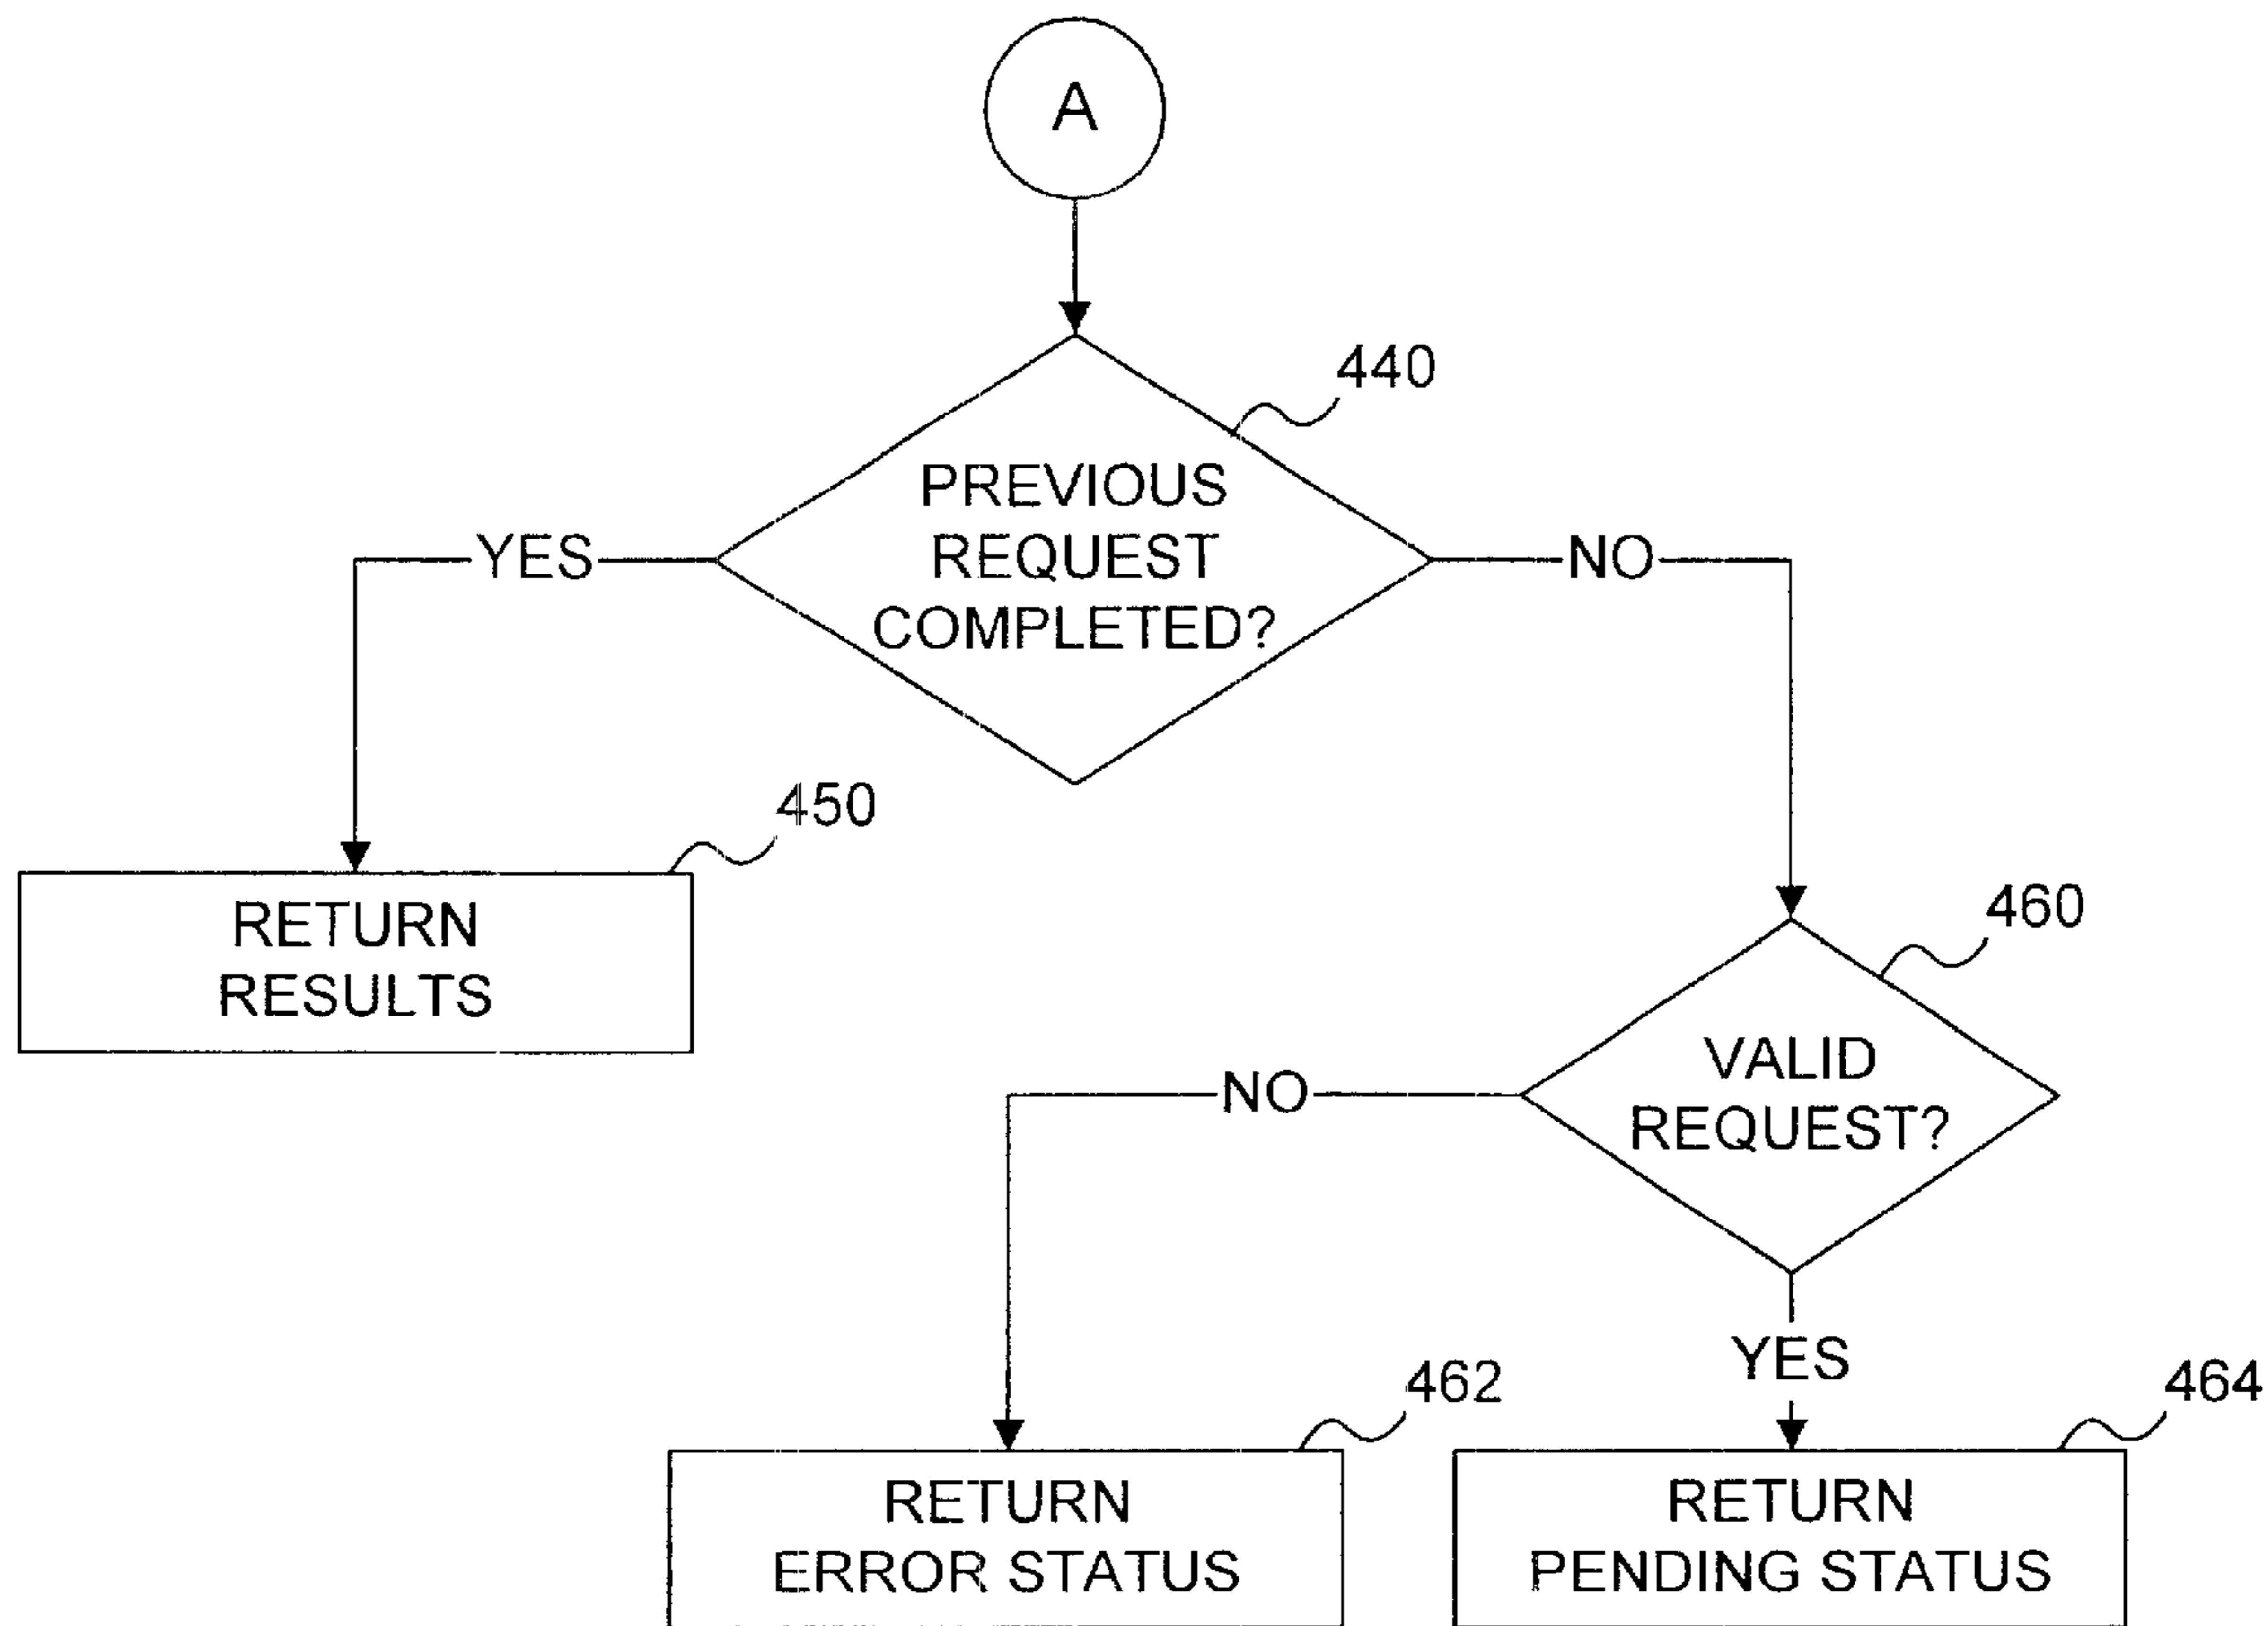 A
440
PREVIOUS
REQUEST
COMPLETED?
YES
NO
450
RETURN
RESULTS
460
VALID
REQUEST?
NO
YES
462
RETURN
ERROR STATUS
464
RETURN
PENDING STATUS